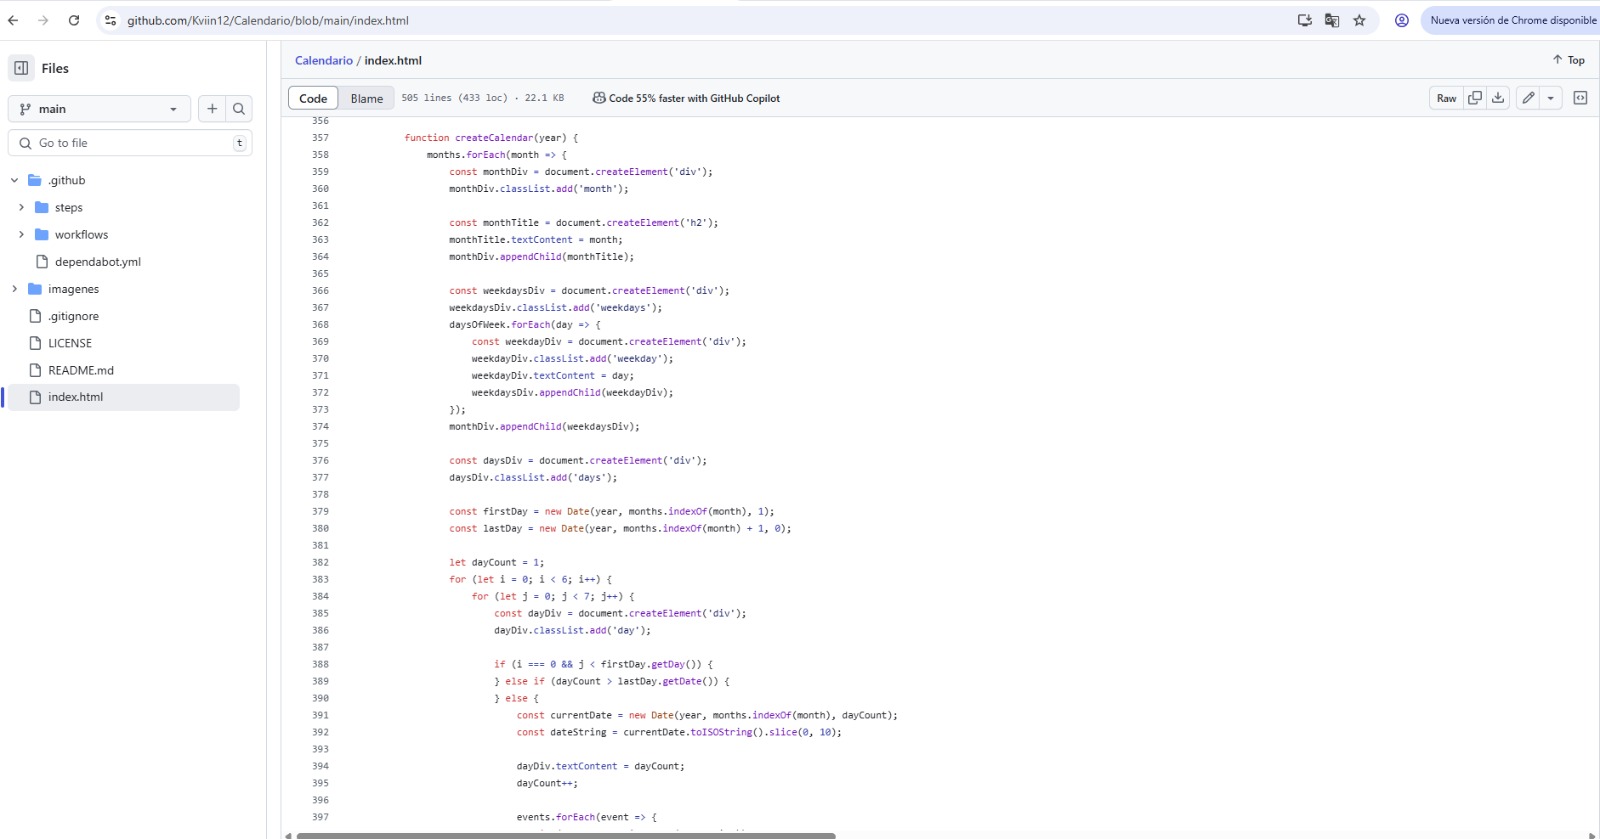 github.com/Kviin12/Calendario/blob/main/index.html
Nueva versión de Chrome disponible
Files
main
Go to file
t
.github
steps
workflows
dependabot.yml
imagenes
.gitignore
LICENSE
README.md
index.html
Calendario / index.html
Top
Code
Blame
505 lines (433 loc) · 22.1 KB
Code 55% faster with GitHub Copilot
Raw
356
357 function createCalendar(year) {
358 months.forEach(month => {
359 const monthDiv = document.createElement('div');
360 monthDiv.classList.add('month');
361
362 const monthTitle = document.createElement('h2');
363 monthTitle.textContent = month;
364 monthDiv.appendChild(monthTitle);
365
366 const weekdaysDiv = document.createElement('div');
367 weekdaysDiv.classList.add('weekdays');
368 daysOfWeek.forEach(day => {
369 const weekdayDiv = document.createElement('div');
370 weekdayDiv.classList.add('weekday');
371 weekdayDiv.textContent = day;
372 weekdaysDiv.appendChild(weekdayDiv);
373 });
374 monthDiv.appendChild(weekdaysDiv);
375
376 const daysDiv = document.createElement('div');
377 daysDiv.classList.add('days');
378
379 const firstDay = new Date(year, months.indexOf(month), 1);
380 const lastDay = new Date(year, months.indexOf(month) + 1, 0);
381
382 let dayCount = 1;
383 for (let i = 0; i < 6; i++) {
384 for (let j = 0; j < 7; j++) {
385 const dayDiv = document.createElement('div');
386 dayDiv.classList.add('day');
387
388 if (i === 0 && j < firstDay.getDay()) {
389 } else if (dayCount > lastDay.getDate()) {
390 } else {
391 const currentDate = new Date(year, months.indexOf(month), dayCount);
392 const dateString = currentDate.toISOString().slice(0, 10);
393
394 dayDiv.textContent = dayCount;
395 dayCount++;
396
397 events.forEach(event => {